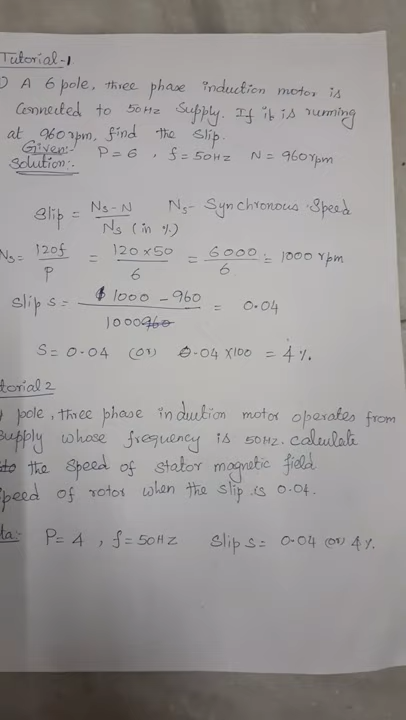 Tutorial-1
) A 6 pole, three phase induction motor is
Connected to 50Hz Supply. If it is running
at 960rpm, find the slip.
Given:- P=6, f=50Hz N=960rpm
Solution:-
Slip = Ns-N / Ns (in %) Ns- Synchronous Speed
Ns= 120f / P = 120×50 / 6 = 6000 / 6 = 1000 rpm
Slip s= 1000-960 / 1000 = 0.04
S=0.04 (or) 0.04×100 = 4%.
torial 2
pole, three phase induction motor operates from
supply whose frequency is 50Hz. calculate
the speed of stator magnetic field
peed of rotor when the slip is 0.04.
ta:- P=4, f=50Hz Slip s= 0.04 (or) 4%.